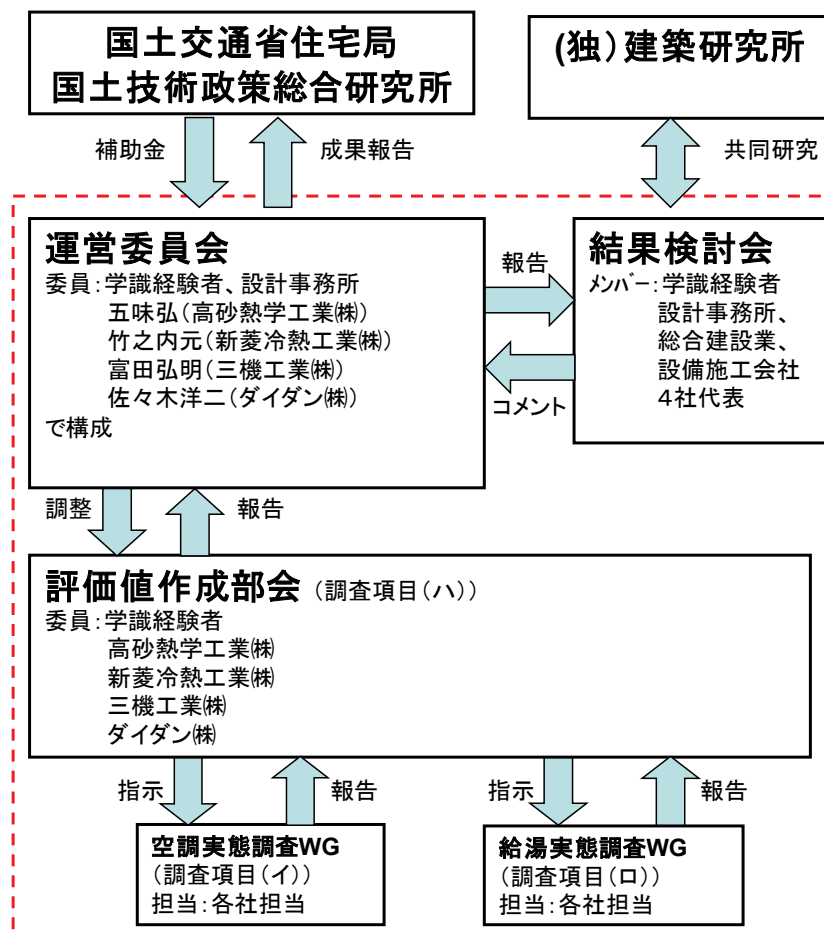 国土交通省住宅局
国土技術政策総合研究所
(独)建築研究所
補助金
成果報告
共同研究
運営委員会
委員:学識経験者、設計事務所
五味弘(高砂熱学工業(株)
竹之内元(新菱冷熱工業(株)
富田弘明(三機工業(株)
佐々木洋二(ダイダン(株)
で構成
報告
コメント
結果検討会
メンバー:学識経験者
設計事務所、
総合建設業、
設備施工会社
4社代表
調整
報告
評価値作成部会 (調査項目(ハ))
委員:学識経験者
高砂熱学工業㈱
新菱冷熱工業㈱
三機工業㈱
ダイダン㈱
指示
報告
指示
報告
空調実態調査WG
(調査項目(イ))
担当:各社担当
給湯実態調査WG
(調査項目(ロ))
担当:各社担当